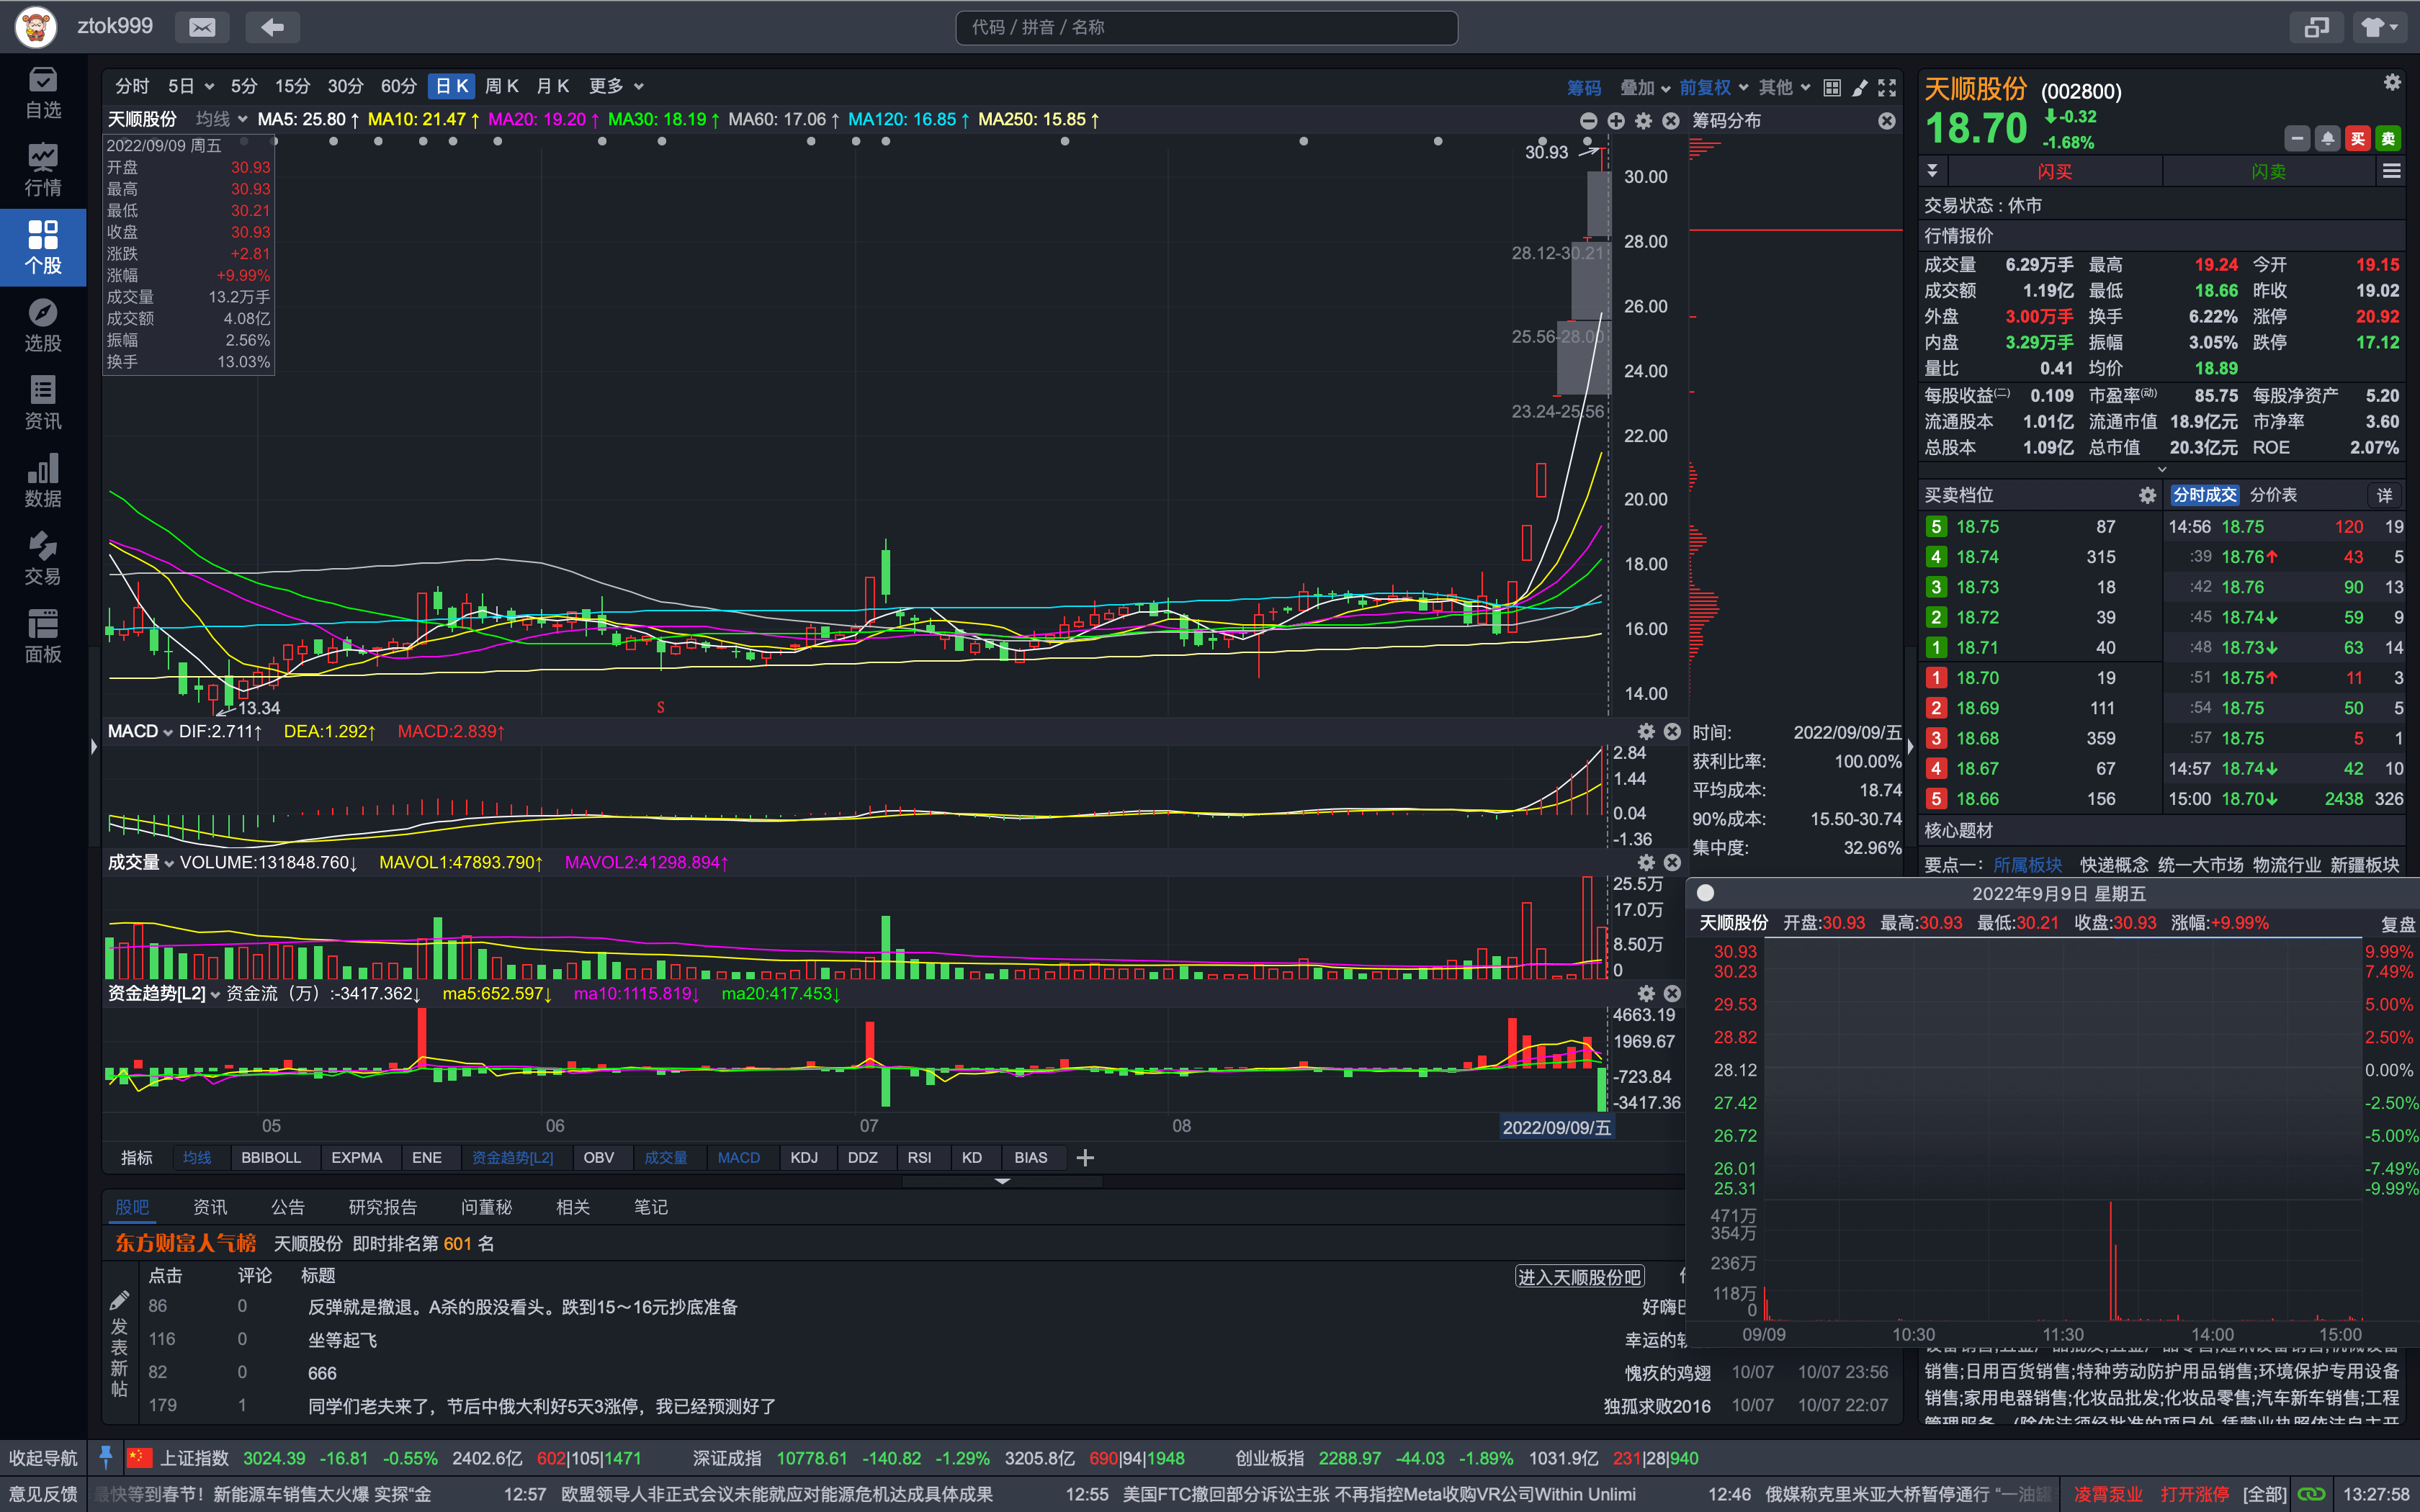 ztok999
代码 / 拼音 / 名称
自选
行情
个股
选股
资讯
数据
交易
面板
分时 5日 5分 15分 30分 60分 日K 周K 月K 更多
筹码 叠加 前复权 其他
天顺股份 均线 MA5: 25.80↑ MA10: 21.47↑ MA20: 19.20↑ MA30: 18.19↑ MA60: 17.06↑ MA120: 16.85↑ MA250: 15.85↑
筹码分布
2022/09/09 周五
开盘 30.93
最高 30.93
最低 30.21
收盘 30.93
涨跌 +2.81
涨幅 +9.99%
成交量 13.2万手
成交额 4.08亿
振幅 2.56%
换手 13.03%
30.93
28.12-30.21
25.56-28.00
23.24-25.56
13.34
S
30.00
28.00
26.00
24.00
22.00
20.00
18.00
16.00
14.00
MACD DIF:2.711↑ DEA:1.292↑ MACD:2.839↑
2.84
1.44
0.04
-1.36
成交量 VOLUME:131848.760↓ MAVOL1:47893.790↑ MAVOL2:41298.894↑
25.5万
17.0万
8.50万
0
资金趋势[L2] 资金流（万）:-3417.362↓ ma5:652.597↓ ma10:1115.819↓ ma20:417.453↓
4663.19
1969.67
-723.84
-3417.36
05 06 07 08 2022/09/09/五
时间: 2022/09/09/五
获利比率: 100.00%
平均成本: 18.74
90%成本: 15.50-30.74
集中度: 32.96%
指标 均线 BBIBOLL EXPMA ENE 资金趋势[L2] OBV 成交量 MACD KDJ DDZ RSI KD BIAS
股吧 资讯 公告 研究报告 问董秘 相关 笔记
东方财富人气榜 天顺股份 即时排名第 601 名
点击 评论 标题 进入天顺股份吧
发表新帖
86 0 反弹就是撤退。A杀的股没看头。跌到15～16元抄底准备 好嗨
116 0 坐等起飞 幸运的
82 0 666 愧疚的鸡翅 10/07 10/07 23:56
179 1 同学们老夫来了，节后中俄大利好5天3涨停，我已经预测好了 独孤求败2016 10/07 10/07 22:07
天顺股份 (002800)
18.70 -0.32
-1.68%
买 卖
闪买 闪卖
交易状态 : 休市
行情报价
成交量 6.29万手 最高 19.24 今开 19.15
成交额 1.19亿 最低 18.66 昨收 19.02
外盘 3.00万手 换手 6.22% 涨停 20.92
内盘 3.29万手 振幅 3.05% 跌停 17.12
量比 0.41 均价 18.89
每股收益(二) 0.109 市盈率(动) 85.75 每股净资产 5.20
流通股本 1.01亿 流通市值 18.9亿元 市净率 3.60
总股本 1.09亿 总市值 20.3亿元 ROE 2.07%
买卖档位 分时成交 分价表 详
5 18.75 87 14:56 18.75 120 19
4 18.74 315 :39 18.76↑ 43 5
3 18.73 18 :42 18.76 90 13
2 18.72 39 :45 18.74↓ 59 9
1 18.71 40 :48 18.73↓ 63 14
1 18.70 19 :51 18.75↑ 11 3
2 18.69 111 :54 18.75 50 5
3 18.68 359 :57 18.75 5 1
4 18.67 67 14:57 18.74↓ 42 10
5 18.66 156 15:00 18.70↓ 2438 326
核心题材
要点一： 所属板块 快递概念 统一大市场 物流行业 新疆板块
2022年9月9日 星期五
天顺股份 开盘:30.93 最高:30.93 最低:30.21 收盘:30.93 涨幅:+9.99% 复盘
30.93 9.99%
30.23 7.49%
29.53 5.00%
28.82 2.50%
28.12 0.00%
27.42 -2.50%
26.72 -5.00%
26.01 -7.49%
25.31 -9.99%
471万
354万
236万
118万
0
09/09 10:30 11:30 14:00 15:00
销售;日用百货销售;特种劳动防护用品销售;环境保护专用设备
销售;家用电器销售;化妆品批发;化妆品零售;汽车新车销售;工程
收起导航 上证指数 3024.39 -16.81 -0.55% 2402.6亿 602|105|1471 深证成指 10778.61 -140.82 -1.29% 3205.8亿 690|94|1948 创业板指 2288.97 -44.03 -1.89% 1031.9亿 231|28|940
意见反馈 最快等到春节！新能源车销售太火爆 实探“金 12:57 欧盟领导人非正式会议未能就应对能源危机达成具体成果 12:55 美国FTC撤回部分诉讼主张 不再指控Meta收购VR公司Within Unlimi 12:46 俄媒称克里米亚大桥暂停通行 “一油罐 凌霄泵业 打开涨停 [全部] 13:27:58